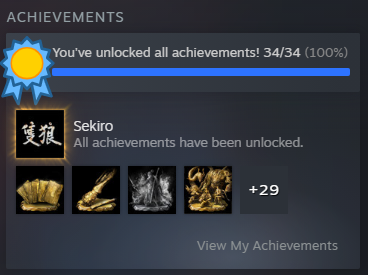 ACHIEVEMENTS
You've unlocked all achievements! 34/34 (100%)
隻狼
Sekiro
All achievements have been unlocked.
+29
View My Achievements